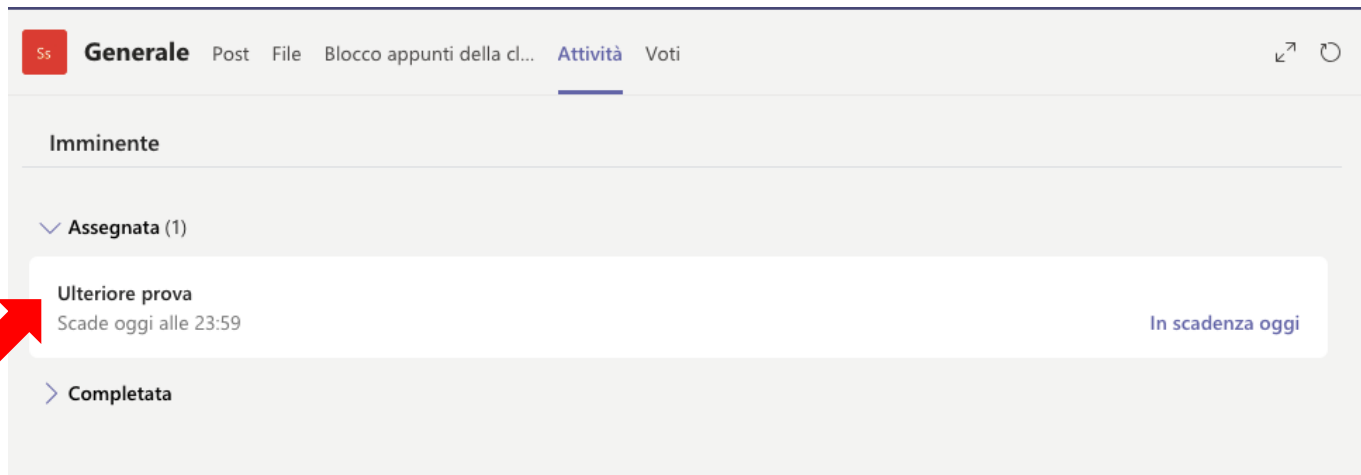 Ss Generale Post File Blocco appunti della cl... Attività Voti
Imminente
Assegnata (1)
Ulteriore prova
Scade oggi alle 23:59
In scadenza oggi
Completata